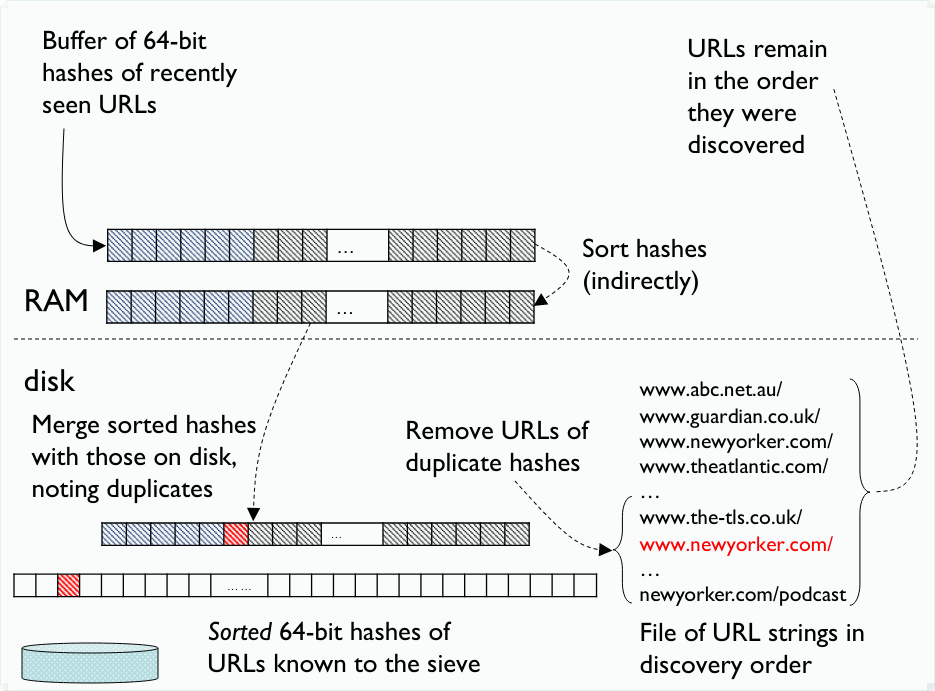 Buffer of 64-bit
hashes of recently
seen URLs
URLs remain
in the order
they were
discovered
...
Sort hashes
(indirectly)
RAM
...
disk
Merge sorted hashes
with those on disk,
noting duplicates
Remove URLs of
duplicate hashes
www.abc.net.au/
www.guardian.co.uk/
www.newyorker.com/
www.theatlantic.com/
...
www.the-tls.co.uk/
www.newyorker.com/
...
newyorker.com/podcast
...
... ...
Sorted 64-bit hashes of
URLs known to the sieve
File of URL strings in
discovery order